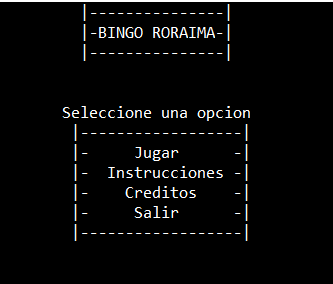 |---------------|
|-BINGO RORAIMA-|
|---------------|
Seleccione una opcion
|------------------|
|-     Jugar      -|
|-  Instrucciones -|
|-    Creditos    -|
|-     Salir      -|
|------------------|